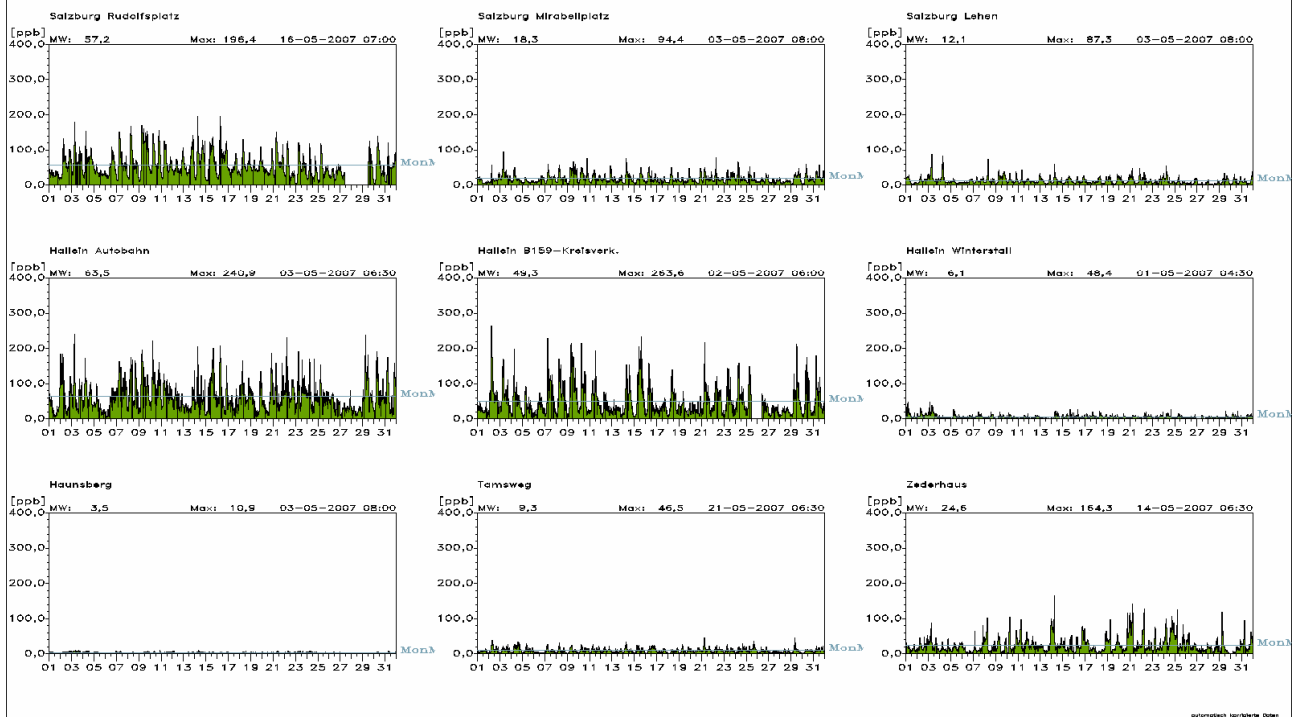 Salzburg Rudolfsplatz
[ppb] MW: 57,2 Max: 196,4 16-05-2007 07:00
400,0
300,0
200,0
100,0
0,0
MonM
01 03 05 07 09 11 13 15 17 19 21 23 25 27 29 31
Salzburg Mirabellplatz
[ppb] MW: 18,3 Max: 94,4 03-05-2007 08:00
400,0
300,0
200,0
100,0
0,0
MonM
01 03 05 07 09 11 13 15 17 19 21 23 25 27 29 31
Salzburg Lehen
[ppb] MW: 12,1 Max: 87,3 03-05-2007 08:00
400,0
300,0
200,0
100,0
0,0
MonM
01 03 05 07 09 11 13 15 17 19 21 23 25 27 29 31
Hallein Autobahn
[ppb] MW: 63,5 Max: 240,9 03-05-2007 06:30
400,0
300,0
200,0
100,0
0,0
MonM
01 03 05 07 09 11 13 15 17 19 21 23 25 27 29 31
Hallein B159-Kreisverk.
[ppb] MW: 49,3 Max: 263,6 02-05-2007 06:00
400,0
300,0
200,0
100,0
0,0
MonM
01 03 05 07 09 11 13 15 17 19 21 23 25 27 29 31
Hallein Winterstall
[ppb] MW: 6,1 Max: 48,4 01-05-2007 04:30
400,0
300,0
200,0
100,0
0,0
MonM
01 03 05 07 09 11 13 15 17 19 21 23 25 27 29 31
Haunsberg
[ppb] MW: 3,5 Max: 10,9 03-05-2007 08:00
400,0
300,0
200,0
100,0
0,0
MonM
01 03 05 07 09 11 13 15 17 19 21 23 25 27 29 31
Tamsweg
[ppb] MW: 9,3 Max: 46,5 21-05-2007 06:30
400,0
300,0
200,0
100,0
0,0
MonM
01 03 05 07 09 11 13 15 17 19 21 23 25 27 29 31
Zederhaus
[ppb] MW: 24,6 Max: 164,3 14-05-2007 06:30
400,0
300,0
200,0
100,0
0,0
MonM
01 03 05 07 09 11 13 15 17 19 21 23 25 27 29 31
automatisch korrigierte Daten